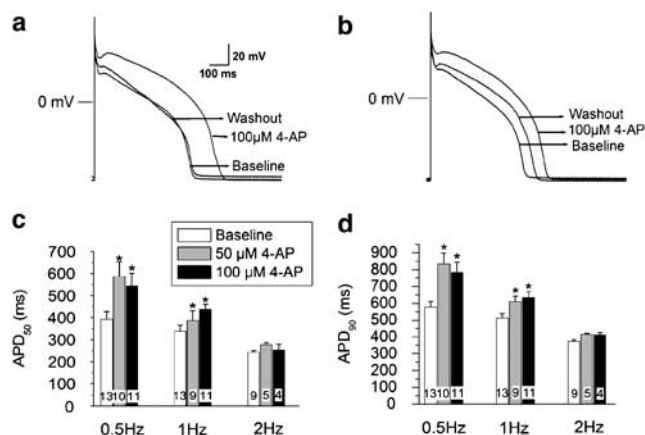 a
b
20 mV
100 ms
0 mV
Washout
100µM 4-AP
Baseline
0 mV
Washout
100µM 4-AP
Baseline
c
d
Baseline
50 µM 4-AP
100 µM 4-AP
APD50 (ms)
700
600
500
400
300
200
100
0
* * * *
13 10 11 13 9 11 9 5 4
0.5Hz 1Hz 2Hz
APD90 (ms)
900
800
700
600
500
400
300
200
100
0
* * * *
13 10 11 13 9 11 9 5 4
0.5Hz 1Hz 2Hz